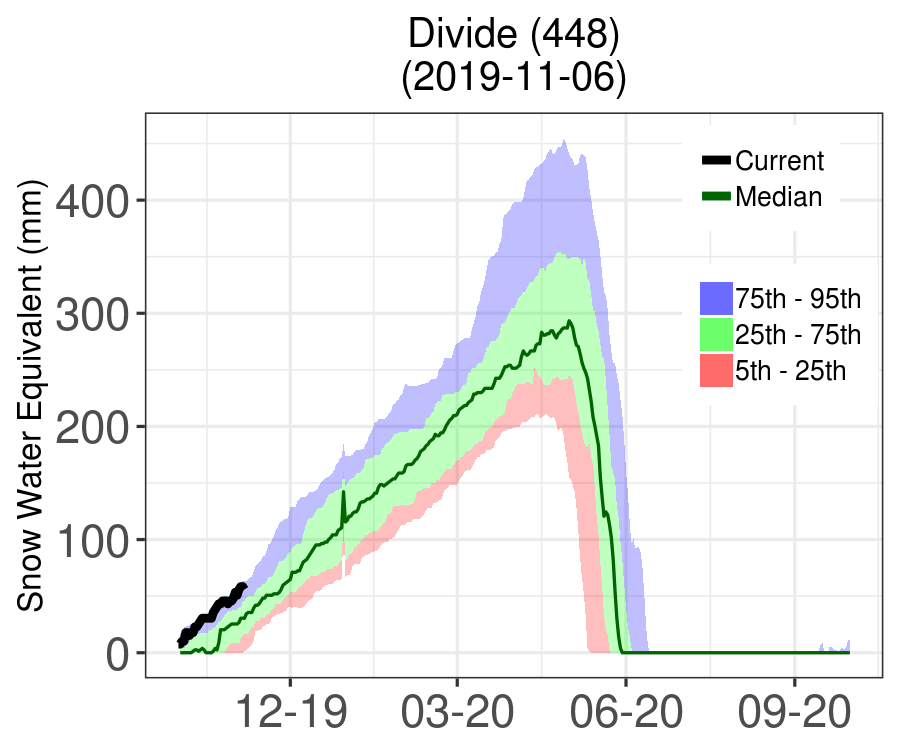 Divide (448)
(2019-11-06)
Snow Water Equivalent (mm)
400
300
200
100
0
12-19
03-20
06-20
09-20
Current
Median
75th - 95th
25th - 75th
5th - 25th